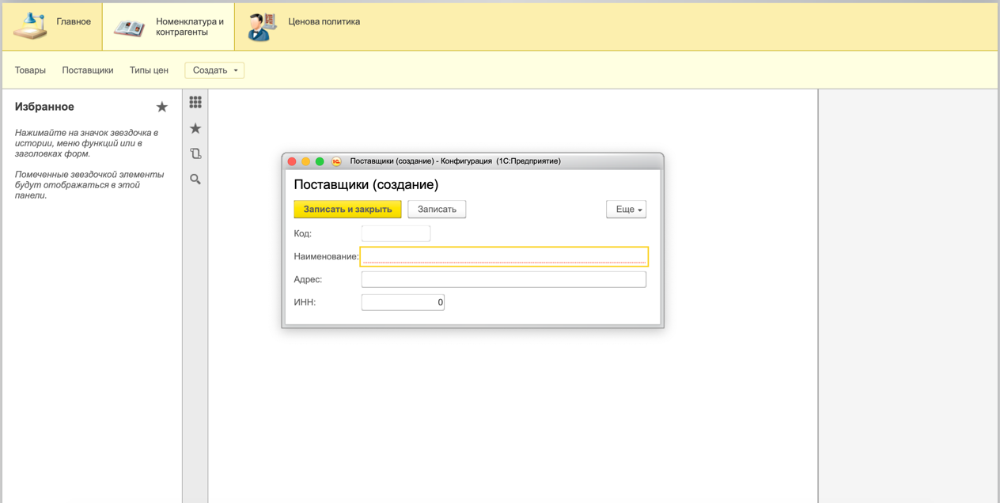 Главное
Номенклатура и
контрагенты
Ценова политика
Товары
Поставщики
Типы цен
Создать
Избранное
Нажимайте на значок звездочка в
истории, меню функций или в
заголовках форм.
Помеченные звездочкой элементы
будут отображаться в этой
панели.
1С
Поставщики (создание) - Конфигурация (1С:Предприятие)
Поставщики (создание)
Записать и закрыть
Записать
Еще
Код:
Наименование:
Адрес:
ИНН:
0